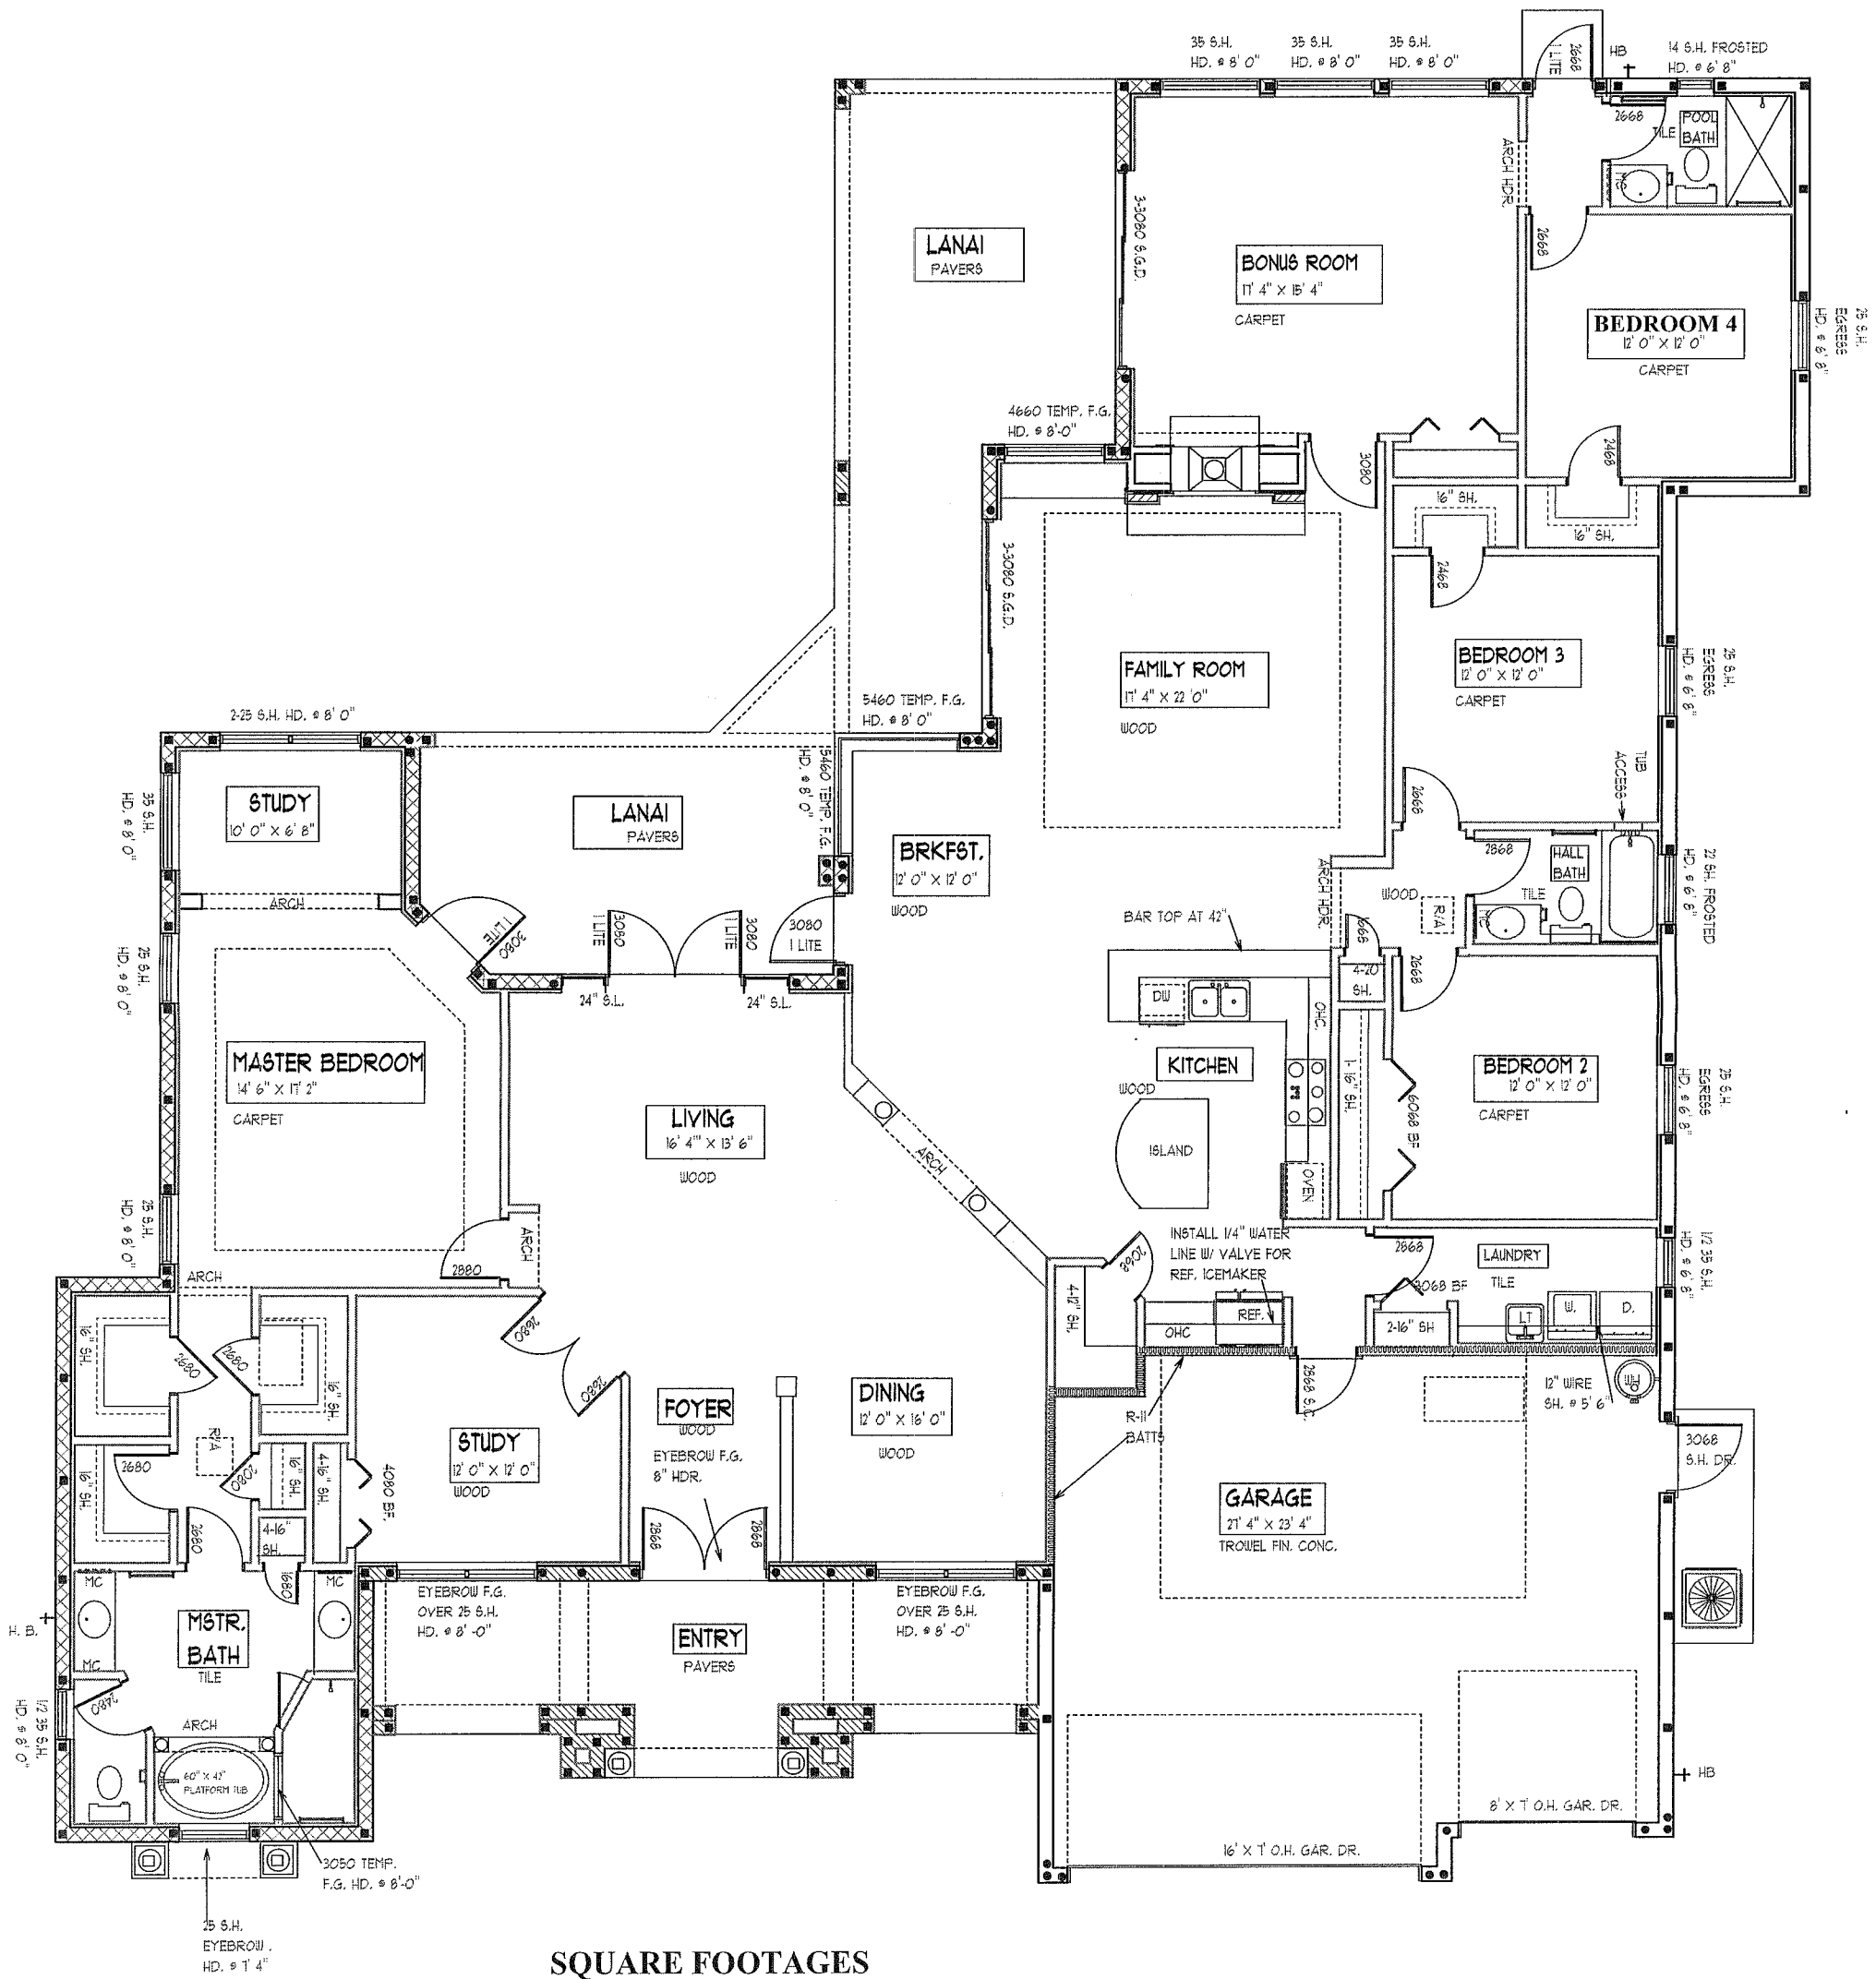 35 S.H.
HD. @ 8' 0"
35 S.H.
HD. @ 8' 0"
35 S.H.
HD. @ 8' 0"
1 LITE
2668
HB
14 S.H. FROSTED
HD. @ 6' 8"
2668
TILE
POOL
BATH
MC
ARCH HDR.
3-3080 S.G.D.
LANAI
PAVERS
BONUS ROOM
17' 4" X 15' 4"
CARPET
2668
BEDROOM 4
12' 0" X 12' 0"
CARPET
25 S.H.
EGRESS
HD. @ 6' 8"
4660 TEMP. F.G.
HD. @ 8'-0"
3080
2468
16" SH.
16" SH.
2468
3-3080 S.G.D.
FAMILY ROOM
17' 4" X 22' 0"
WOOD
BEDROOM 3
12' 0" X 12' 0"
CARPET
25 S.H.
EGRESS
HD. @ 6' 8"
5460 TEMP. F.G.
HD. @ 8' 0"
2-25 S.H. HD. @ 8' 0"
5460 TEMP. F.G.
HD. @ 8' 0"
TUB
ACCESS
2668
35 S.H.
HD. @ 8' 0"
STUDY
10' 0" X 6' 8"
LANAI
PAVERS
BRKFST.
12' 0" X 12' 0"
WOOD
2868
HALL
BATH
TILE
MC
22 SH. FROSTED
HD. @ 6' 8"
ARCH HDR.
WOOD
R/A
ARCH
1 LITE
3080
1 LITE
3080
1 LITE
3080
3080
1 LITE
BAR TOP AT 42"
1668
4-20
SH.
2668
25 S.H.
HD. @ 8' 0"
24" S.L.
24" S.L.
DW
OHC.
MASTER BEDROOM
14' 6" X 17' 2"
CARPET
KITCHEN
WOOD
1-16" SH.
6068 BF
BEDROOM 2
12' 0" X 12' 0"
CARPET
25 S.H.
EGRESS
HD. @ 6' 8"
LIVING
16' 4" X 13' 6"
WOOD
ARCH
ISLAND
OVEN
25 S.H.
HD. @ 8' 0"
ARCH
2880
ARCH
INSTALL 1/4" WATER
LINE W/ VALVE FOR
REF. ICEMAKER
2068
2868
LAUNDRY
TILE
1/2 35 S.H.
HD. @ 6' 8"
3068 BF
4-12" SH.
REF.
OHC
2-16" SH
LT
W.
D.
16" SH.
2680
2680
16" SH.
2680
2680
2868 S.C.
12" WIRE
SH. @ 5' 6"
WH
R-11
BATTS
3068
S.H. DR.
FOYER
WOOD
DINING
12' 0" X 16' 0"
WOOD
STUDY
12' 0" X 12' 0"
WOOD
EYEBROW F.G.
8" HDR.
R/A
16" SH.
2680
2080
16" SH.
4-16" SH.
4080 BF.
GARAGE
27' 4" X 23' 4"
TROWEL FIN. CONC.
2680
4-16"
SH.
1680
2868
2868
MC
MC
EYEBROW F.G.
OVER 25 S.H.
HD. @ 8' -0"
EYEBROW F.G.
OVER 25 S.H.
HD. @ 8' -0"
H. B.
MSTR.
BATH
TILE
MC
ENTRY
PAVERS
2480
1/2 35 S.H.
HD. @ 8' 0"
ARCH
60" X 42"
PLATFORM TUB
HB
8' X 7' O.H. GAR. DR.
16' X 7' O.H. GAR. DR.
3050 TEMP.
F.G. HD. @ 8'-0"
25 S.H.
EYEBROW .
HD. @ 7' 4"
SQUARE FOOTAGES